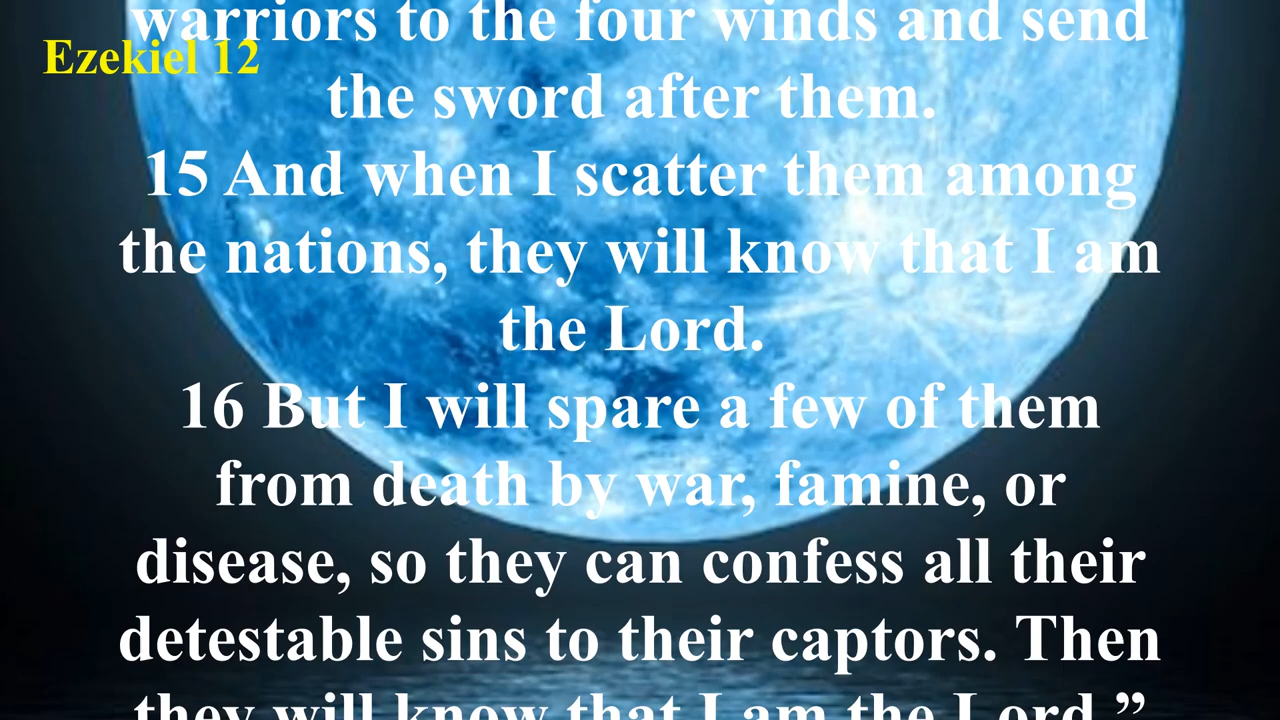 warriors to the four winds and send
Ezekiel 12
the sword after them.
15 And when I scatter them among
the nations, they will know that I am
the Lord.
16 But I will spare a few of them
from death by war, famine, or
disease, so they can confess all their
detestable sins to their captors. Then
they will know that I am the Lord.”